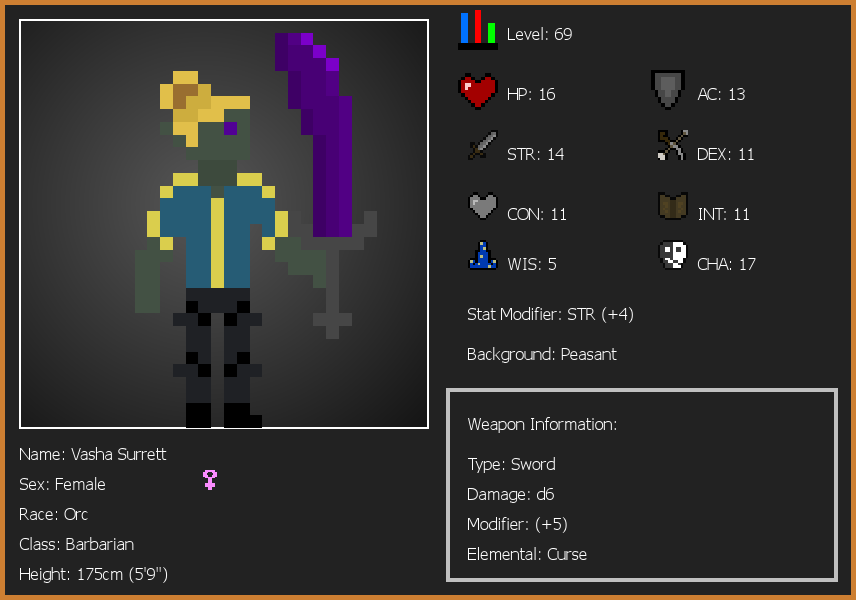 Level: 69
HP: 16
AC: 13
STR: 14
DEX: 11
CON: 11
INT: 11
WIS: 5
CHA: 17
Stat Modifier: STR (+4)
Background: Peasant
Weapon Information:
Type: Sword
Damage: d6
Modifier: (+5)
Elemental: Curse
Name: Vasha Surrett
Sex: Female
Race: Orc
Class: Barbarian
Height: 175cm (5'9")